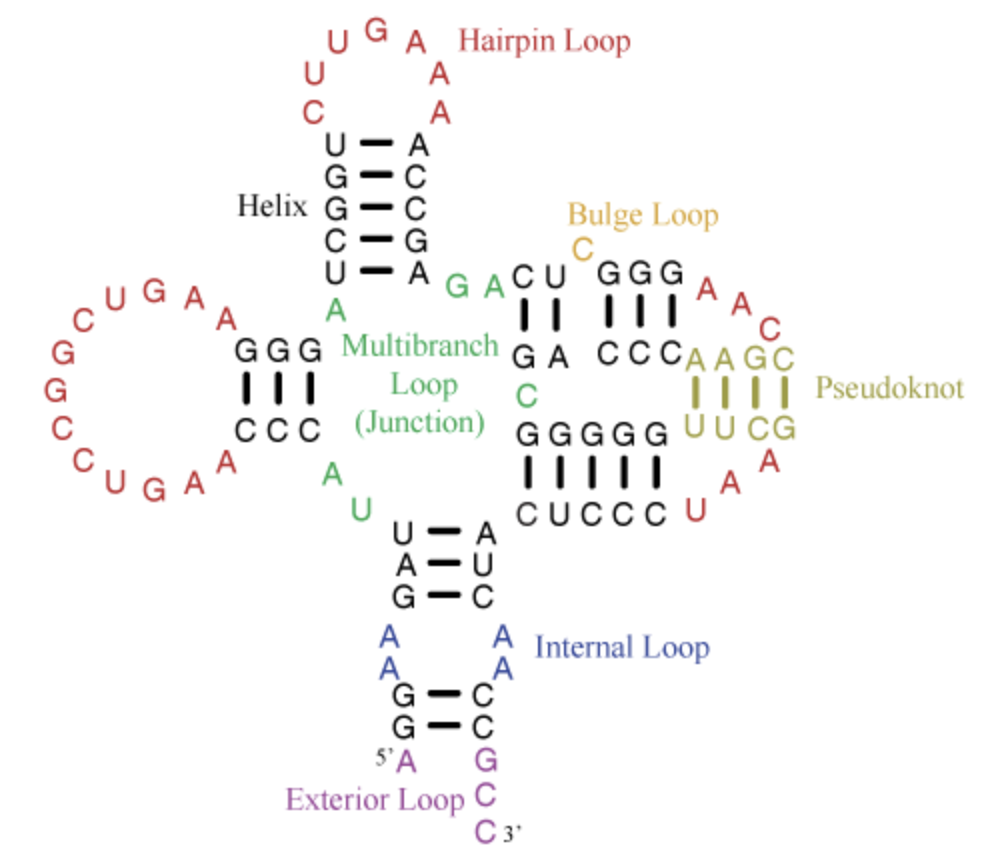 U G A Hairpin Loop
U A
C A
U A
G C
Helix G C
C G
U A
Bulge Loop
C
G A C U G G G A A C
A
C U G A A
G G C C U G A A
G G G
Multibranch
Loop
(Junction)
G A C C C A A G C
Pseudoknot
C
C C C
G G G G G U U C G
A A U
A U
C U C C C
U A
A U
G C
A A Internal Loop
A A
G C
G C
5' A G
Exterior Loop C
C 3'